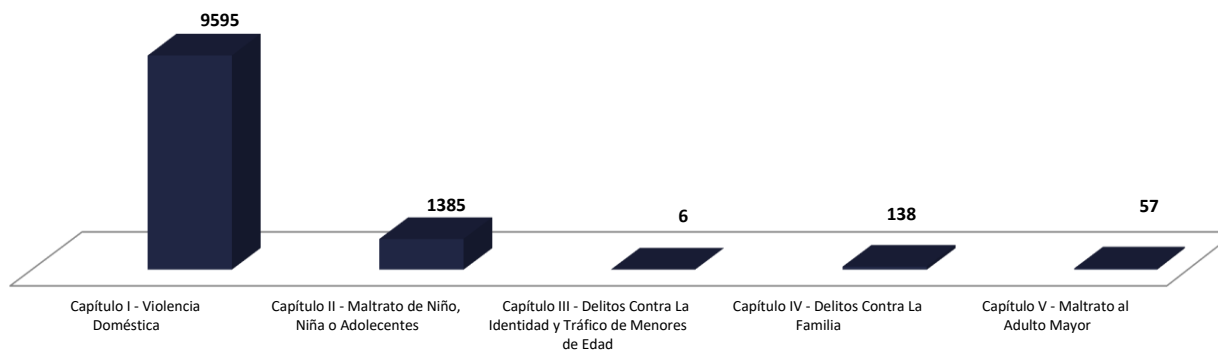 9595
1385
6
138
57
Capítulo I - Violencia
Doméstica
Capítulo II - Maltrato de Niño,
Niña o Adolecentes
Capítulo III - Delitos Contra La
Identidad y Tráfico de Menores
de Edad
Capítulo IV - Delitos Contra La
Familia
Capítulo V - Maltrato al
Adulto Mayor